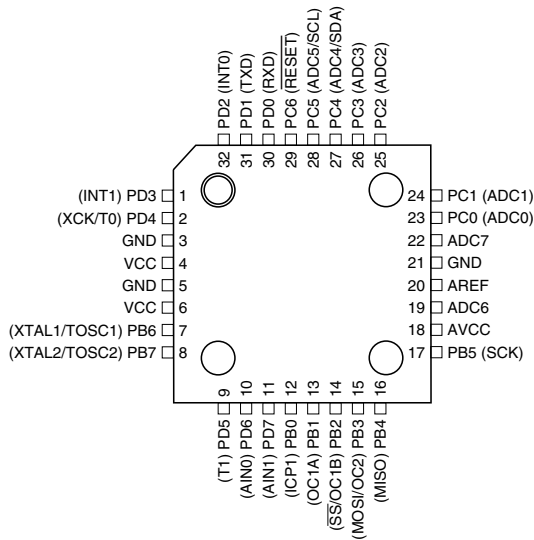 32 PD2 (INT0)
31 PD1 (TXD)
30 PD0 (RXD)
29 PC6 (RESET)
28 PC5 (ADC5/SCL)
27 PC4 (ADC4/SDA)
26 PC3 (ADC3)
25 PC2 (ADC2)
(INT1) PD3 1
(XCK/T0) PD4 2
GND 3
VCC 4
GND 5
VCC 6
(XTAL1/TOSC1) PB6 7
(XTAL2/TOSC2) PB7 8
24 PC1 (ADC1)
23 PC0 (ADC0)
22 ADC7
21 GND
20 AREF
19 ADC6
18 AVCC
17 PB5 (SCK)
(T1) PD5 9
(AIN0) PD6 10
(AIN1) PD7 11
(ICP1) PB0 12
(OC1A) PB1 13
(SS/OC1B) PB2 14
(MOSI/OC2) PB3 15
(MISO) PB4 16